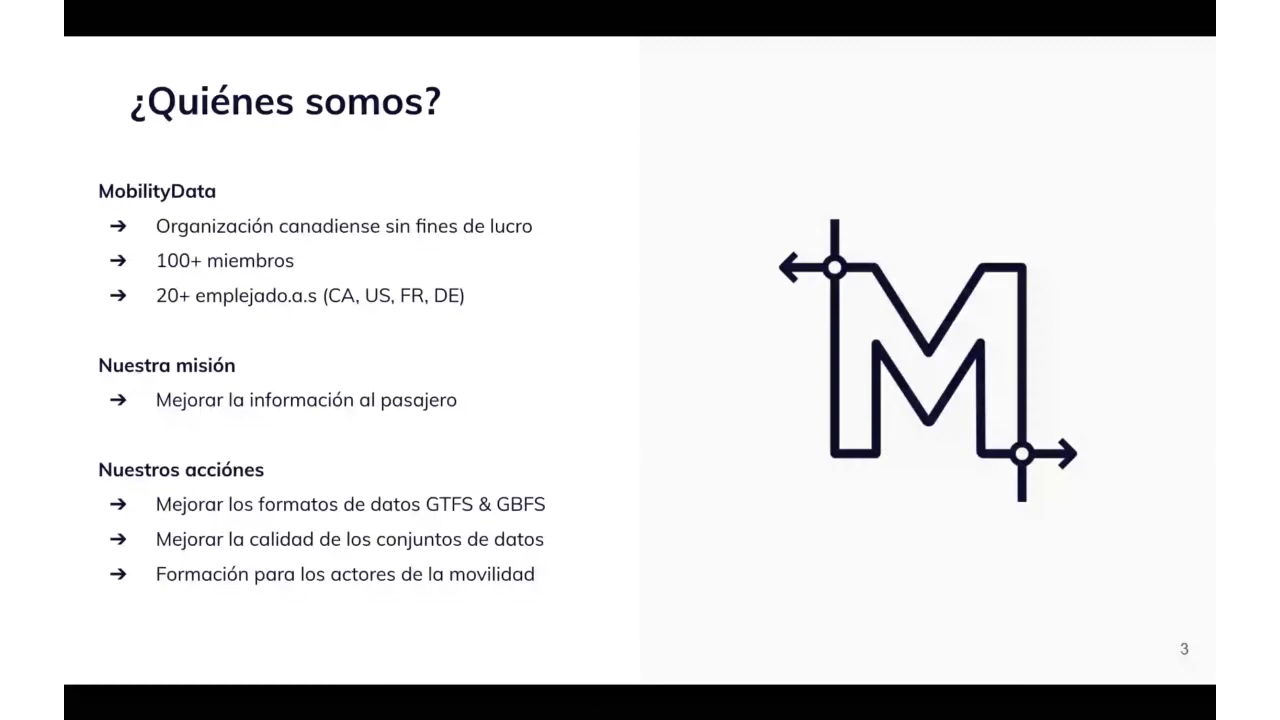 ¿Quiénes somos?
MobilityData
➔ Organización canadiense sin fines de lucro
➔ 100+ miembros
➔ 20+ emplejado.a.s (CA, US, FR, DE)
Nuestra misión
➔ Mejorar la información al pasajero
Nuestros acciónes
➔ Mejorar los formatos de datos GTFS & GBFS
➔ Mejorar la calidad de los conjuntos de datos
➔ Formación para los actores de la movilidad
M
3